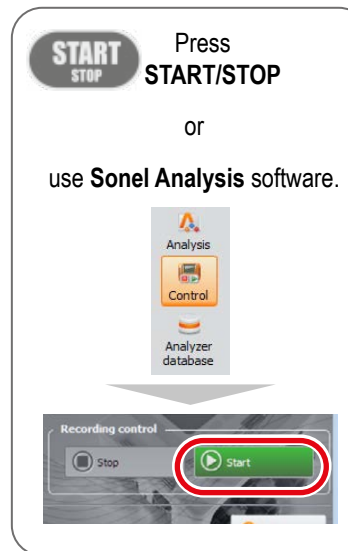 START
STOP
Press
START/STOP
or
use Sonel Analysis software.
Analysis
Control
Analyzer
database
Recording control
Stop
Start